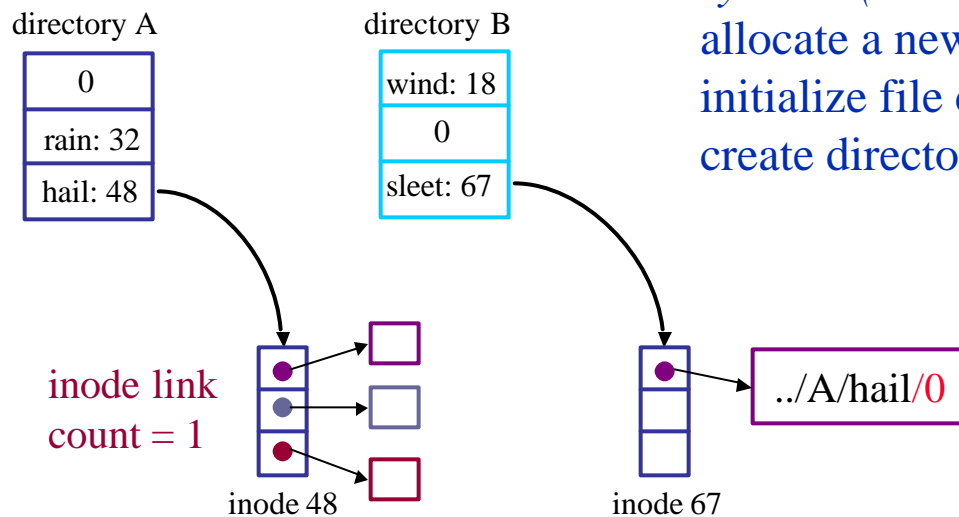 directory A
0
rain: 32
hail: 48
directory B
wind: 18
0
sleet: 67
allocate a new
initialize file
create
inode link
count = 1
inode 48
../A/hail/0
inode 67